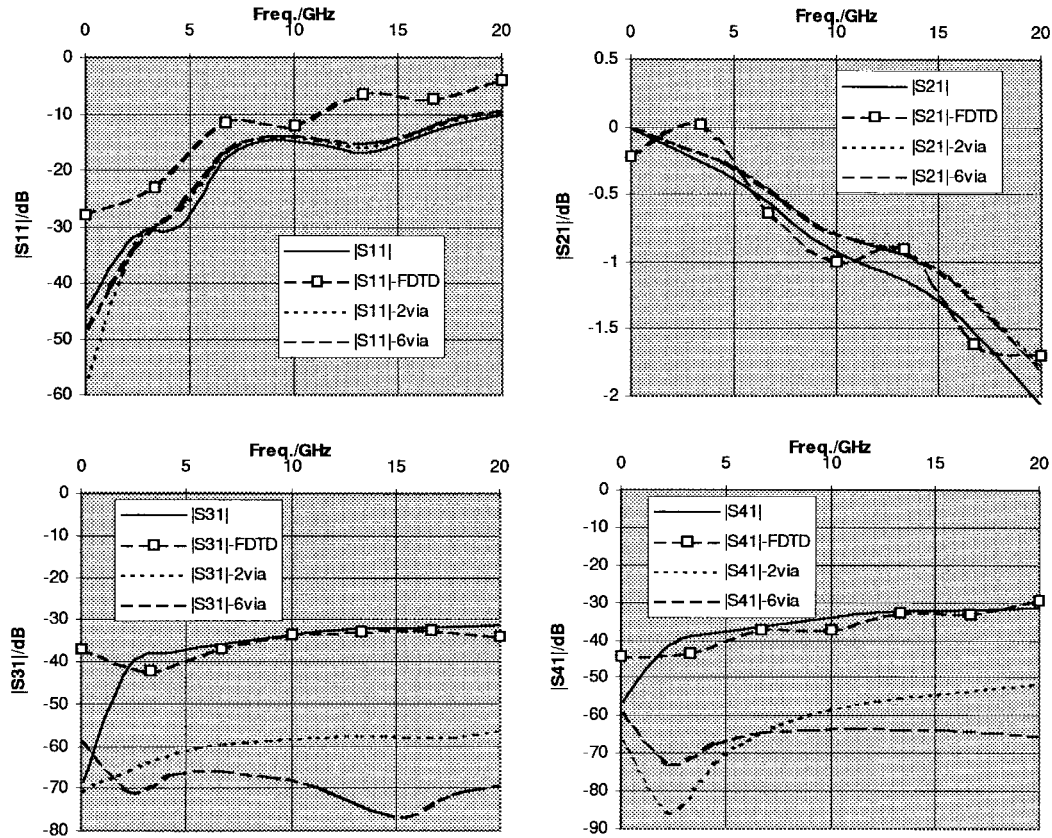 Freq./GHz
0 5 10 15 20
0
-10
-20
-30
-40
-50
-60
|S11|/dB
|S11|
|S11|-FDTD
|S11|-2via
|S11|-6via
Freq./GHz
0 5 10 15 20
0.5
0
-0.5
-1
-1.5
-2
|S21|/dB
|S21|
|S21|-FDTD
|S21|-2via
|S21|-6via
Freq./GHz
0 5 10 15 20
0
-10
-20
-30
-40
-50
-60
-70
-80
|S31|/dB
|S31|
|S31|-FDTD
|S31|-2via
|S31|-6via
Freq./GHz
0 5 10 15 20
0
-10
-20
-30
-40
-50
-60
-70
-80
-90
|S41|/dB
|S41|
|S41|-FDTD
|S41|-2via
|S41|-6via